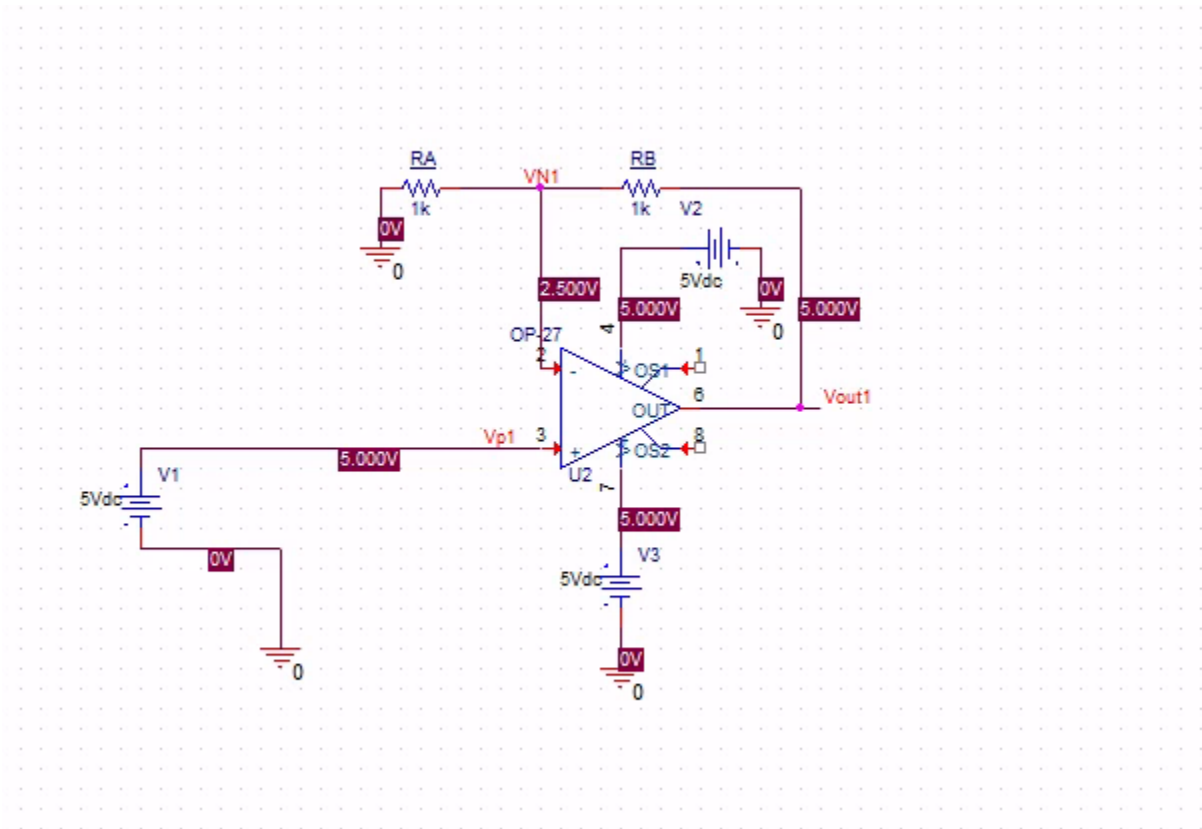 RA
RB
VN1
1k
1k
V2
0V
0
5Vdc
2.500V
5.000V
0V
5.000V
0
4
OP-27
2
-
OS1
1
OUT
6
Vout1
Vp1
3
+
OS2
8
5.000V
V1
U2
7
5Vdc
5.000V
0V
V3
5Vdc
0
0V
0